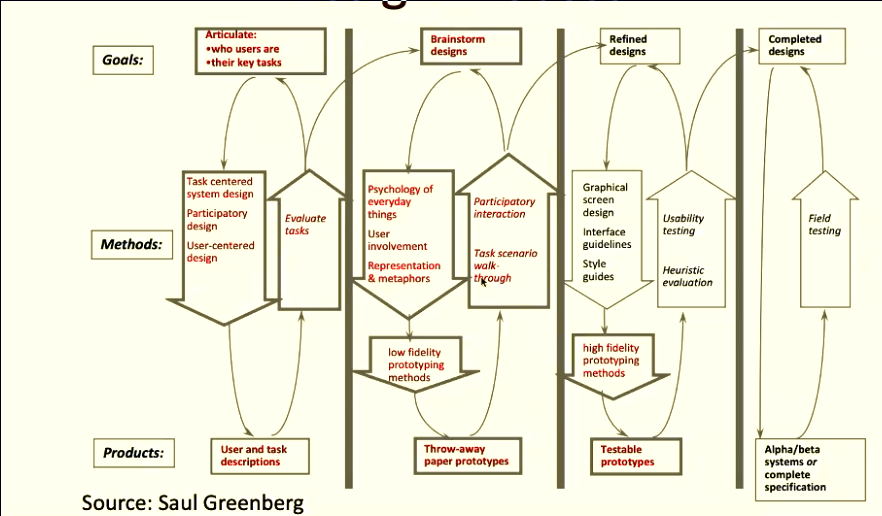 Articulate:
•who users are
•their key tasks
Brainstorm
designs
Refined
designs
Completed
designs
Goals:
Task centered
system design
Participatory
design
User-centered
design
Evaluate
tasks
Psychology of
everyday
things
User
involvement
Representation
& metaphors
Participatory
interaction
Task scenario
walk-
through
Graphical
screen
design
Interface
guidelines
Style
guides
Usability
testing
Heuristic
evaluation
Field
testing
Methods:
low fidelity
prototyping
methods
high fidelity
prototyping
methods
Products:
User and task
descriptions
Throw-away
paper prototypes
Testable
prototypes
Alpha/beta
systems or
complete
specification
Source: Saul Greenberg